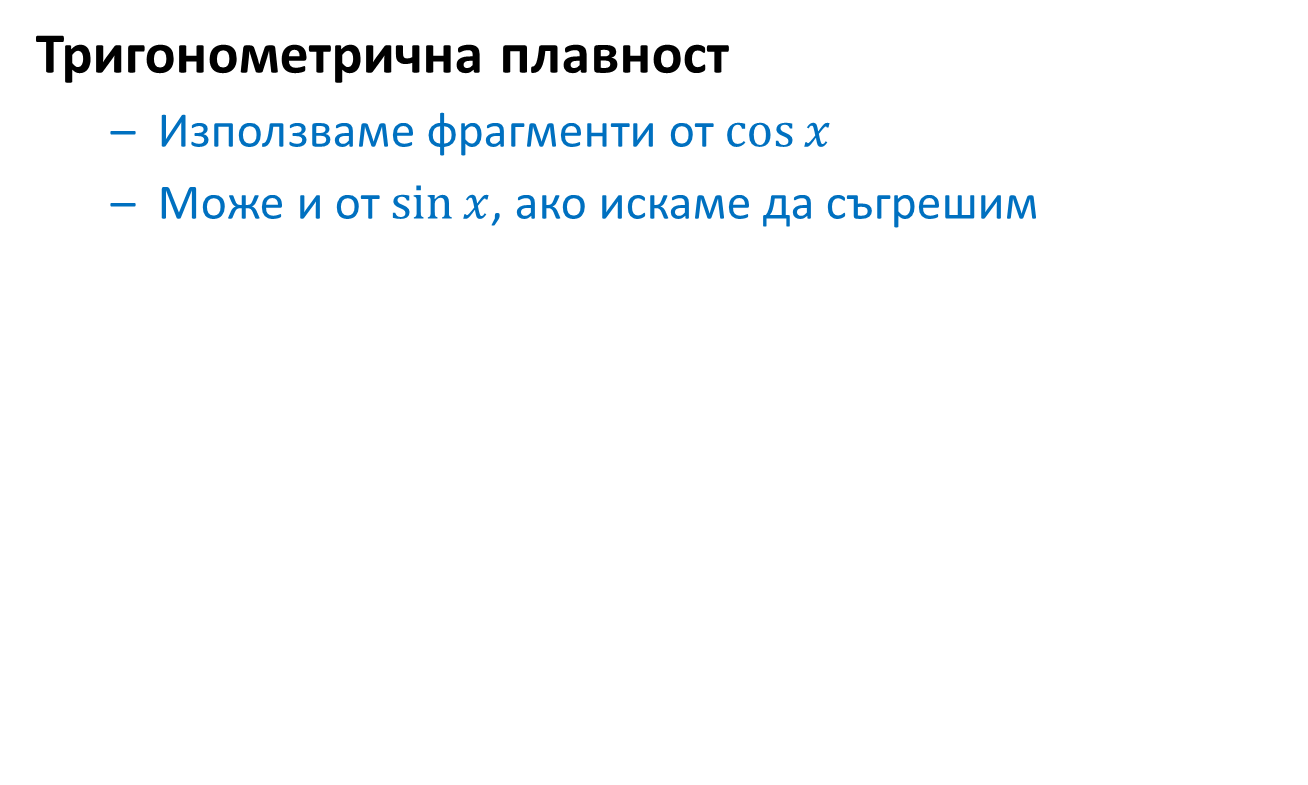 Тригонометрична плавност
– Използваме фрагменти от cos x
– Може и от sin x, ако искаме да съгрешим